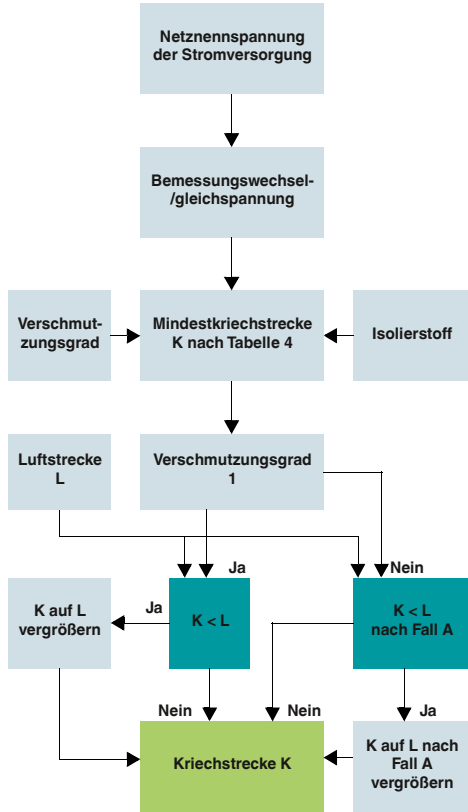 Netznennspannung
der Stromversorgung
Bemessungswechsel-
/gleichspannung
Verschmut-
zungsgrad
Mindestkriechstrecke
K nach Tabelle 4
Isolierstoff
Luftstrecke
L
Verschmutzungsgrad
1
Ja
Nein
K auf L
vergrößern
Ja
K < L
K < L
nach Fall A
Nein
Nein
Ja
Kriechstrecke K
K auf L nach
Fall A
vergrößern